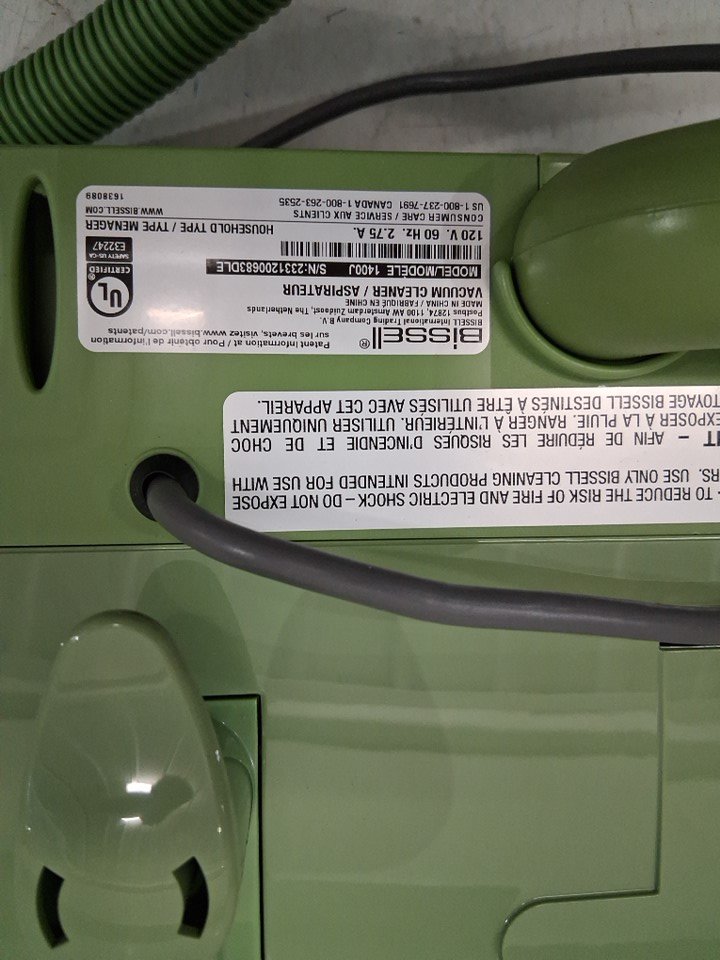 - TO REDUCE THE RISK OF FIRE AND ELECTRIC SHOCK – DO NOT EXPOSE
RS. USE ONLY BISSELL CLEANING PRODUCTS INTENDED FOR USE WITH
NT – AFIN DE RÉDUIRE LES RISQUES D'INCENDIE ET DE CHOC
EXPOSER À LA PLUIE. RANGER À L'INTÉRIEUR. UTILISER UNIQUEMENT
TOYAGE BISSELL DESTINÉS À ÊTRE UTILISÉS AVEC CET APPAREIL.
BISSELL®
Patent Information at / Pour obtenir de l'information
sur les brevets, visitez www.bissell.com/patents
BISSELL International Trading Company B.V.
Postbus 12874, 1100 AW Amsterdam Zuidoost, The Netherlands
MADE IN CHINA / FABRIQUÉ EN CHINE
VACUUM CLEANER / ASPIRATEUR
MODEL/MODÈLE 1400J S/N:2331200683DLE
UL
CERTIFIED
SAFETY US-CA
E32247
120 V. 60 Hz. 2.75 A. HOUSEHOLD TYPE / TYPE MENAGER
CONSUMER CARE / SERVICE AUX CLIENTS WWW.BISSELL.COM
US 1-800-237-7691 CANADA 1-800-263-2535 1638089